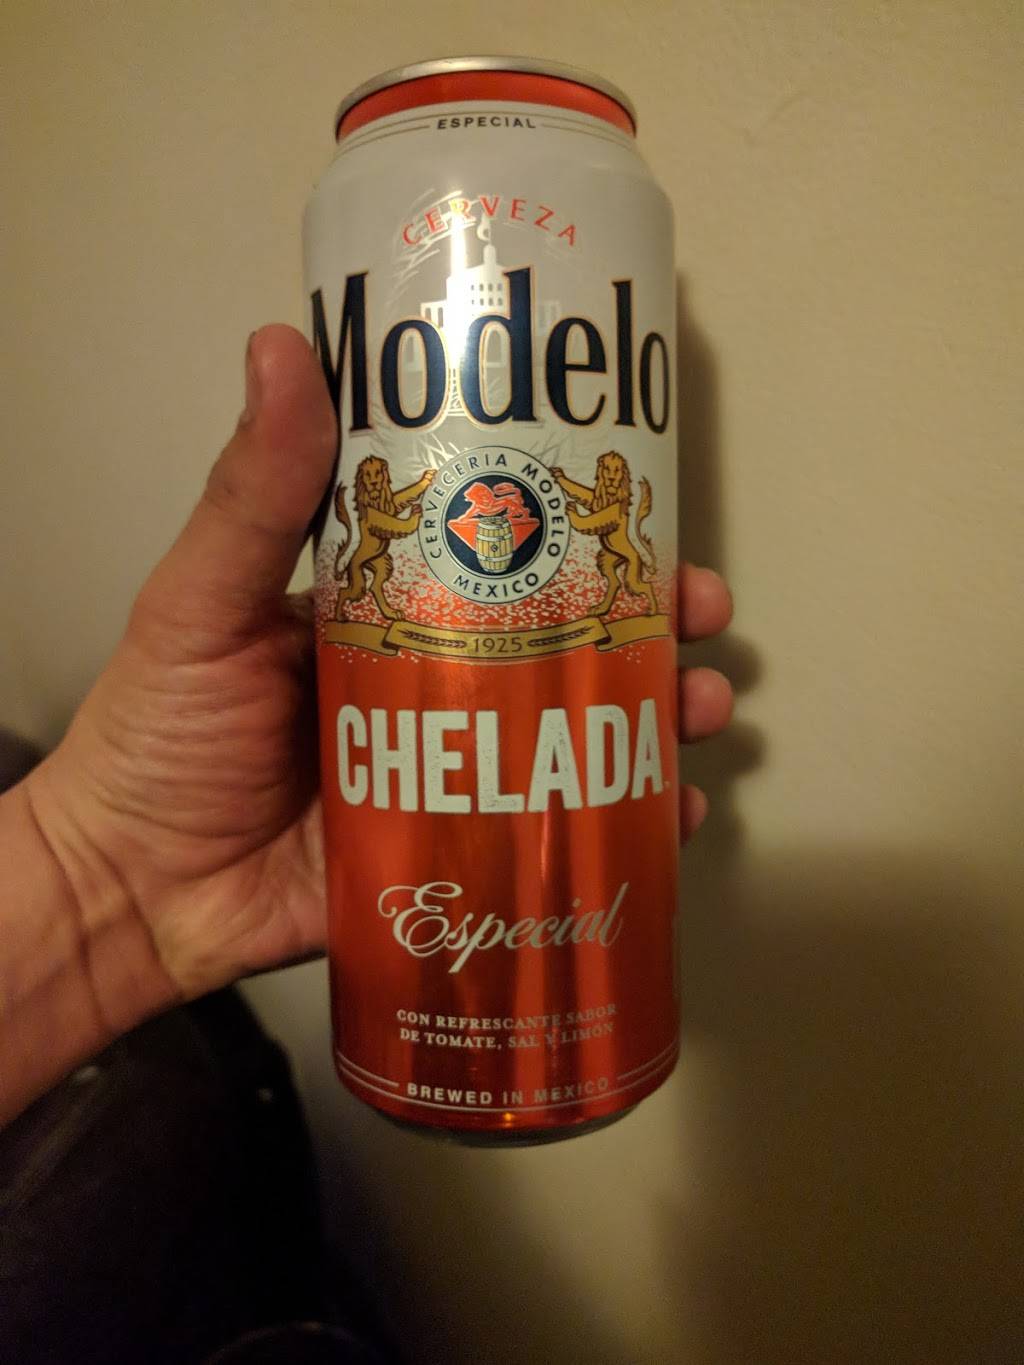 ESPECIAL
CERVEZA
Modelo
CERVECERIA MODELO
MEXICO
1925
CHELADA
Especial
CON REFRESCANTE SABOR
DE TOMATE, SAL Y LIMÓN
BREWED IN MEXICO